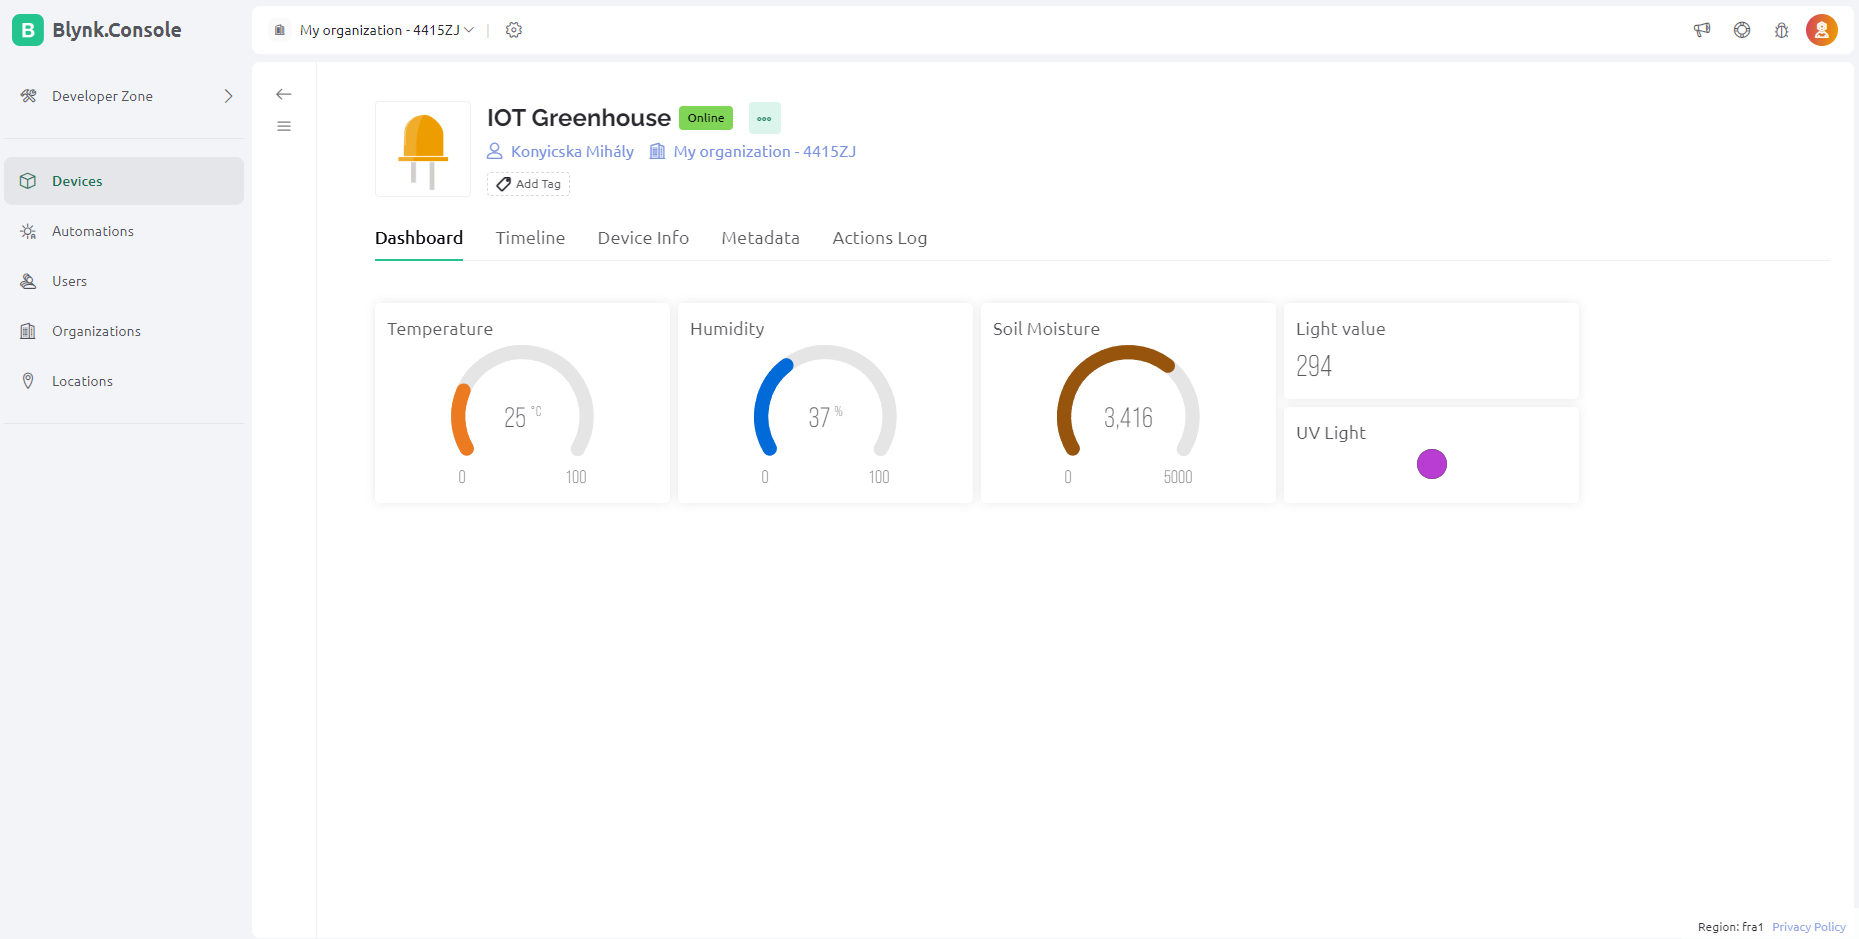 B Blynk.Console
My organization - 4415ZJ
Developer Zone
Devices
Automations
Users
Organizations
Locations
IOT Greenhouse Online
Konyicska Mihály My organization - 4415ZJ
Add Tag
Dashboard Timeline Device Info Metadata Actions Log
Temperature
25 °C
0 100
Humidity
37 %
0 100
Soil Moisture
3,416
0 5000
Light value
294
UV Light
Region: fra1 Privacy Policy